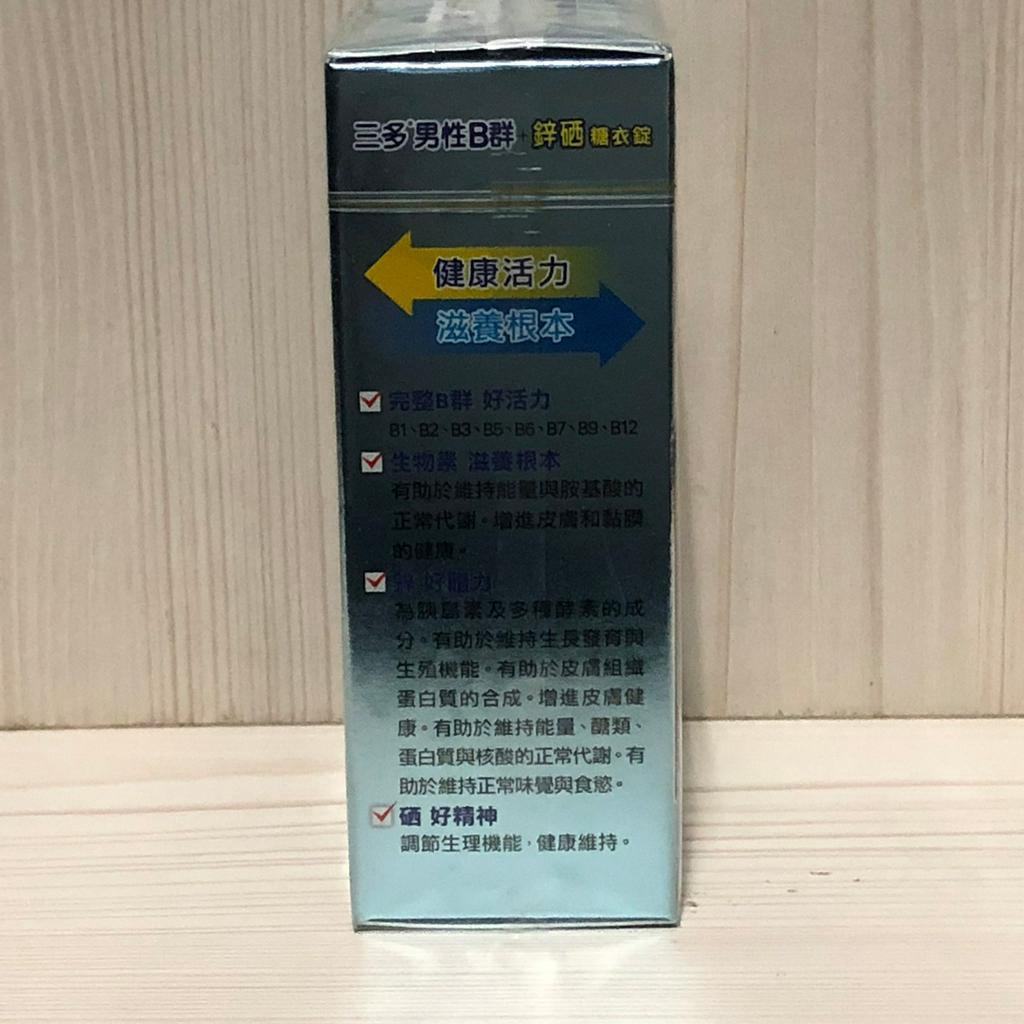 三多®男性B群+鋅硒 糖衣錠
健康活力
滋養根本
完整B群 好活力
B1、B2、B3、B5、B6、B7、B9、B12
生物素 滋養根本
有助於維持能量與胺基酸的
正常代謝。增進皮膚和黏膜
的健康。
鋅 好體力
為胰島素及多種酵素的成
分。有助於維持生長發育與
生殖機能。有助於皮膚組織
蛋白質的合成。增進皮膚健
康。有助於維持能量、醣類、
蛋白質與核酸的正常代謝。有
助於維持正常味覺與食慾。
硒 好精神
調節生理機能，健康維持。